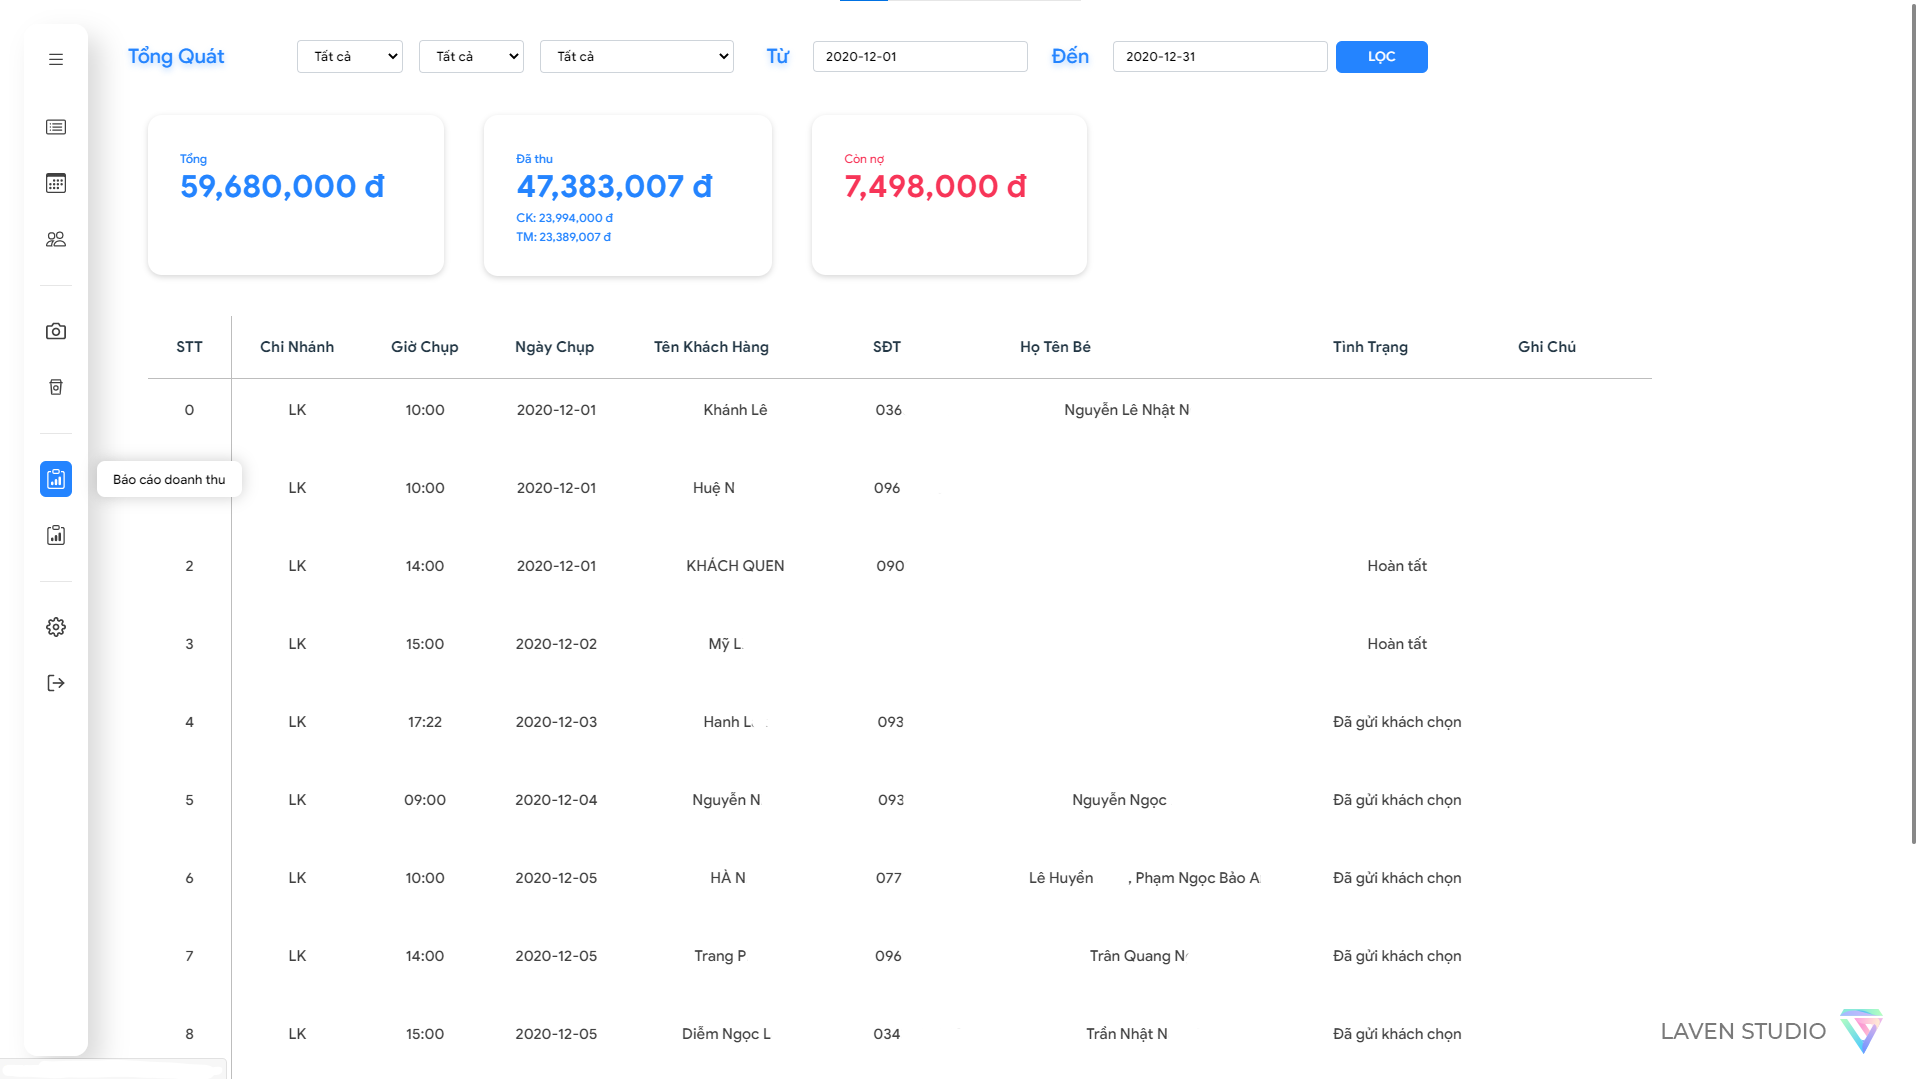 Tổng Quát Tất cả Tất cả Tất cả Từ 2020-12-01 Đến 2020-12-31 LỌC
Tổng
59,680,000 đ
Đã thu
47,383,007 đ
CK: 23,994,000 đ
TM: 23,389,007 đ
Còn nợ
7,498,000 đ
STT Chi Nhánh Giờ Chụp Ngày Chụp Tên Khách Hàng SĐT Họ Tên Bé Tình Trạng Ghi Chú
0 LK 10:00 2020-12-01 Khánh Lê 036 Nguyễn Lê Nhật N
Báo cáo doanh thu
LK 10:00 2020-12-01 Huệ N 096
2 LK 14:00 2020-12-01 KHÁCH QUEN 090 Hoàn tất
3 LK 15:00 2020-12-02 Mỹ L Hoàn tất
4 LK 17:22 2020-12-03 Hanh L 093 Đã gửi khách chọn
5 LK 09:00 2020-12-04 Nguyễn N 093 Nguyễn Ngọc Đã gửi khách chọn
6 LK 10:00 2020-12-05 HÀ N 077 Lê Huyền , Phạm Ngọc Bảo A Đã gửi khách chọn
7 LK 14:00 2020-12-05 Trang P 096 Trân Quang N Đã gửi khách chọn
8 LK 15:00 2020-12-05 Diễm Ngọc L 034 Trần Nhật N Đã gửi khách chọn
LAVEN STUDIO